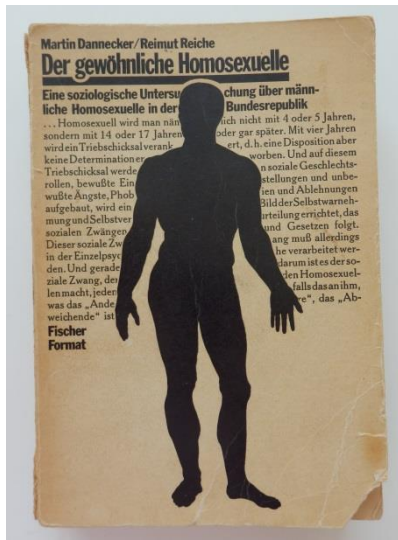 Martin Dannecker/Reimut Reiche
Der gewöhnliche Homosexuelle
Eine soziologische Untersu chung über männ-
liche Homosexuelle in der Bundesrepublik
... Homosexuell wird man näm lich nicht mit 4 oder 5 Jahren,
sondern mit 14 oder 17 Jahren oder gar später. Mit vier Jahren
wird ein Triebschicksal verank ert, d. h. eine Disposition aber
keine Determination er worben. Und auf diesem
Triebschicksal werde n soziale Geschlechts-
rollen, bewußte Ein stellungen und unbe-
wußte Ängste, Phob ien und Ablehnungen
aufgebaut, wird ein Bild der Selbstwarneh-
mung und Selbstver urteilung errichtet, das
sozialen Zwängen und Gesetzen folgt.
Dieser soziale Zw ang muß allerdings
in der Einzelpsyc he verarbeitet wer-
den. Und gerade darum ist es der so-
ziale Zwang, der den Homosexuel-
len macht, jeden falls das an ihm,
was das „Ande re“, das „Ab-
weichende“ ist
Fischer
Format